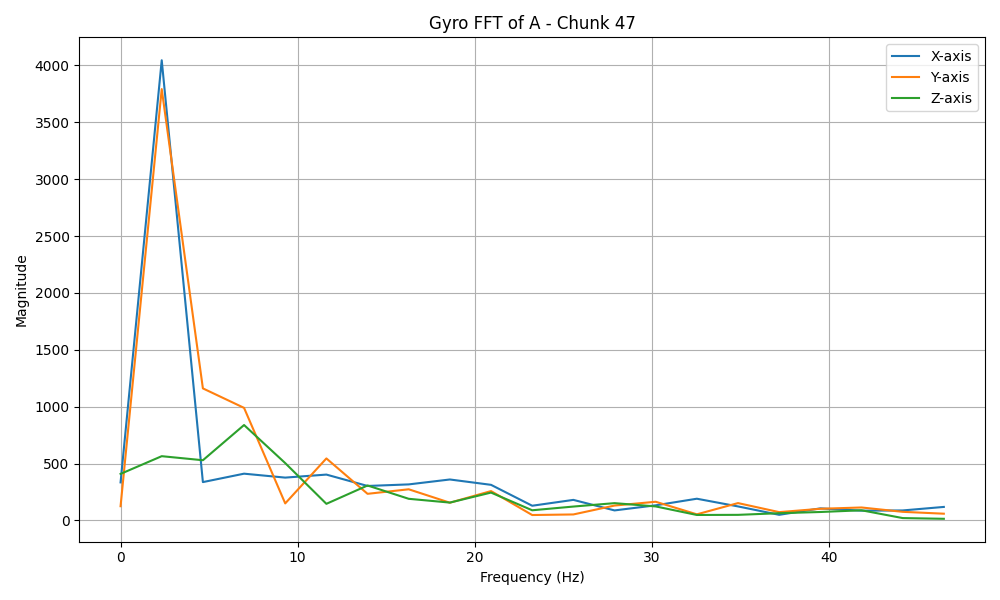 Gyro FFT of A - Chunk 47
X-axis
Y-axis
Z-axis
Magnitude
4000
3500
3000
2500
2000
1500
1000
500
0
0 10 20 30 40
Frequency (Hz)